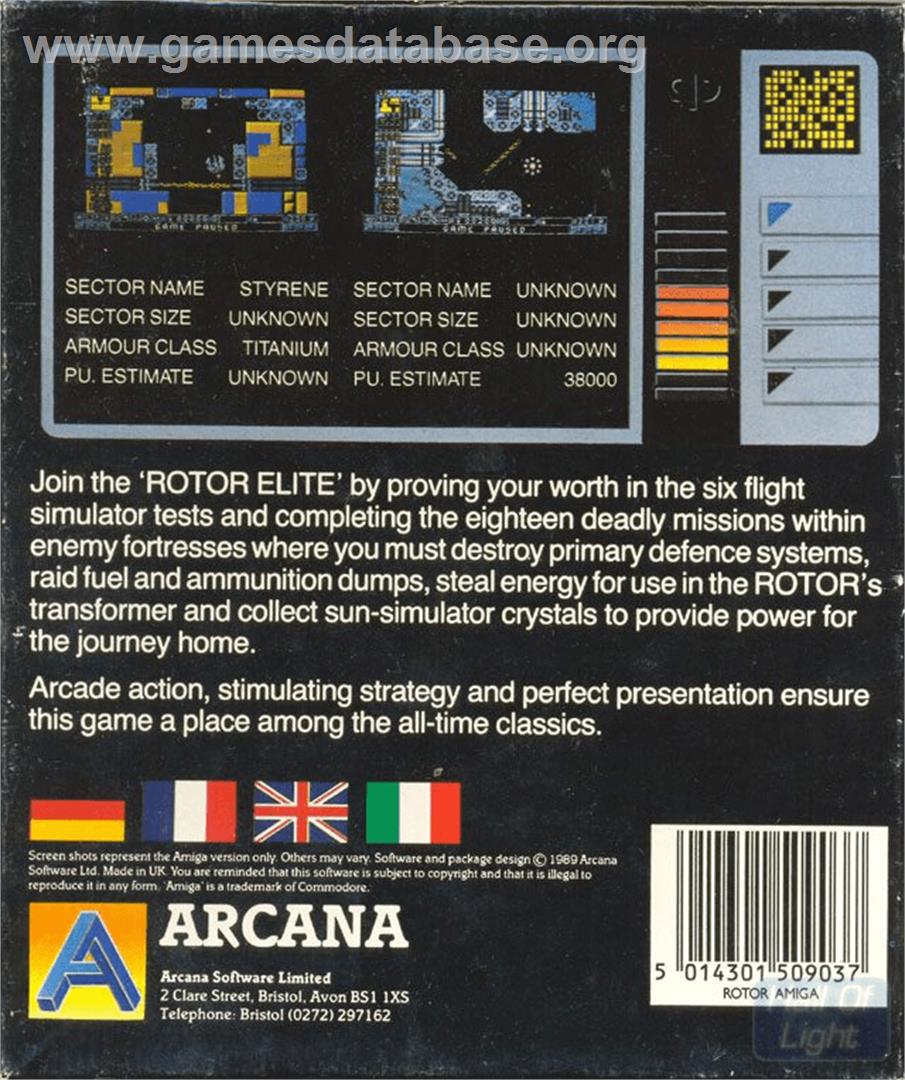 www.gamesdatabase.org
GAME PAUSED
GAME PAUSED
SECTOR NAME STYRENE SECTOR NAME UNKNOWN
SECTOR SIZE UNKNOWN SECTOR SIZE UNKNOWN
ARMOUR CLASS TITANIUM ARMOUR CLASS UNKNOWN
PU. ESTIMATE UNKNOWN PU. ESTIMATE 38000
Join the ‘ROTOR ELITE’ by proving your worth in the six flight
simulator tests and completing the eighteen deadly missions within
enemy fortresses where you must destroy primary defence systems,
raid fuel and ammunition dumps, steal energy for use in the ROTOR's
transformer and collect sun-simulator crystals to provide power for
the journey home.
Arcade action, stimulating strategy and perfect presentation ensure
this game a place among the all-time classics.
Screen shots represent the Amiga version only. Others may vary. Software and package design © 1989 Arcana
Software Ltd. Made in UK. You are reminded that this software is subject to copyright and that it is illegal to
reproduce it in any form. 'Amiga' is a trademark of Commodore.
A ARCANA
Arcana Software Limited
2 Clare Street, Bristol, Avon BS1 1XS
Telephone: Bristol (0272) 297162
5 014301 509037
ROTOR AMIGA
Hall Of
Light